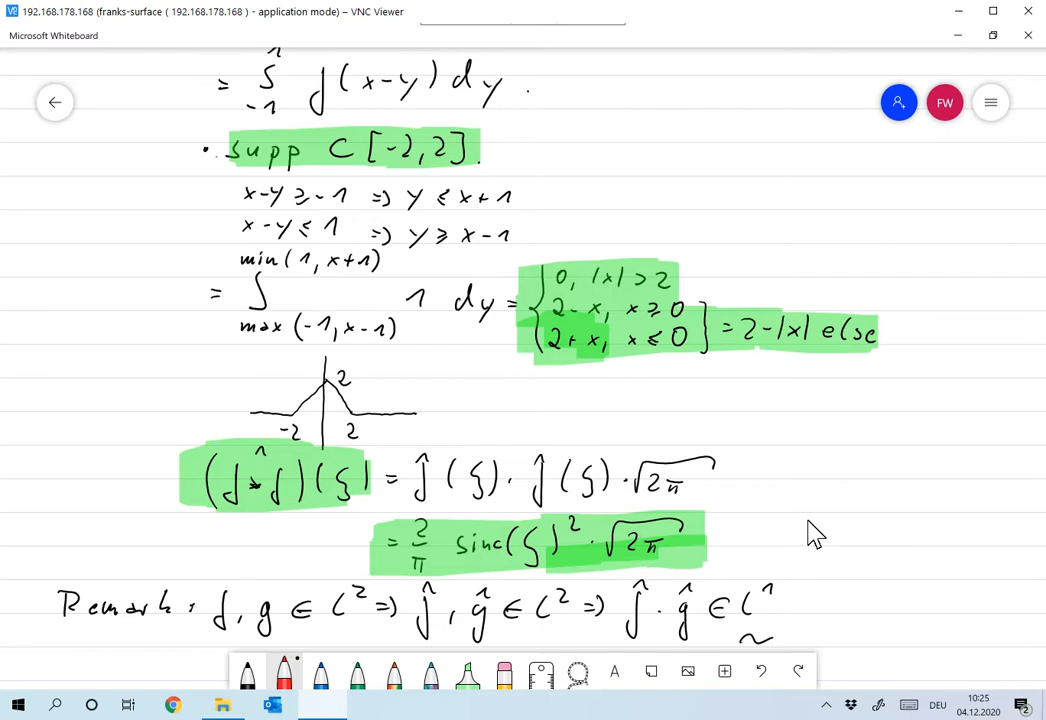 192.168.178.168 (franks-surface ( 192.168.178.168 ) - application mode) – VNC Viewer
Microsoft Whiteboard
FW
= ∫_{-1}^{1} f(x-y) dy .
· supp ⊂ [-2,2].
x-y ≥ -1 => y ≤ x+1
x-y ≤ 1 => y ≥ x-1
min(1, x+1)
= ∫ 1 dy = { 0, |x| > 2
2-x, x ≥ 0
2+x, x ≤ 0 } = 2-|x| else
max(-1, x-1)
2
-2 2
(f*f)^(ξ) = f̂(ξ) · f̂(ξ) · √2π
= 2/π sinc(ξ)² · √2π
Remark: f, g ∈ L² => f̂, ĝ ∈ L² => f̂ · ĝ ∈ L¹
A
DEU
10:25
04.12.2020
2